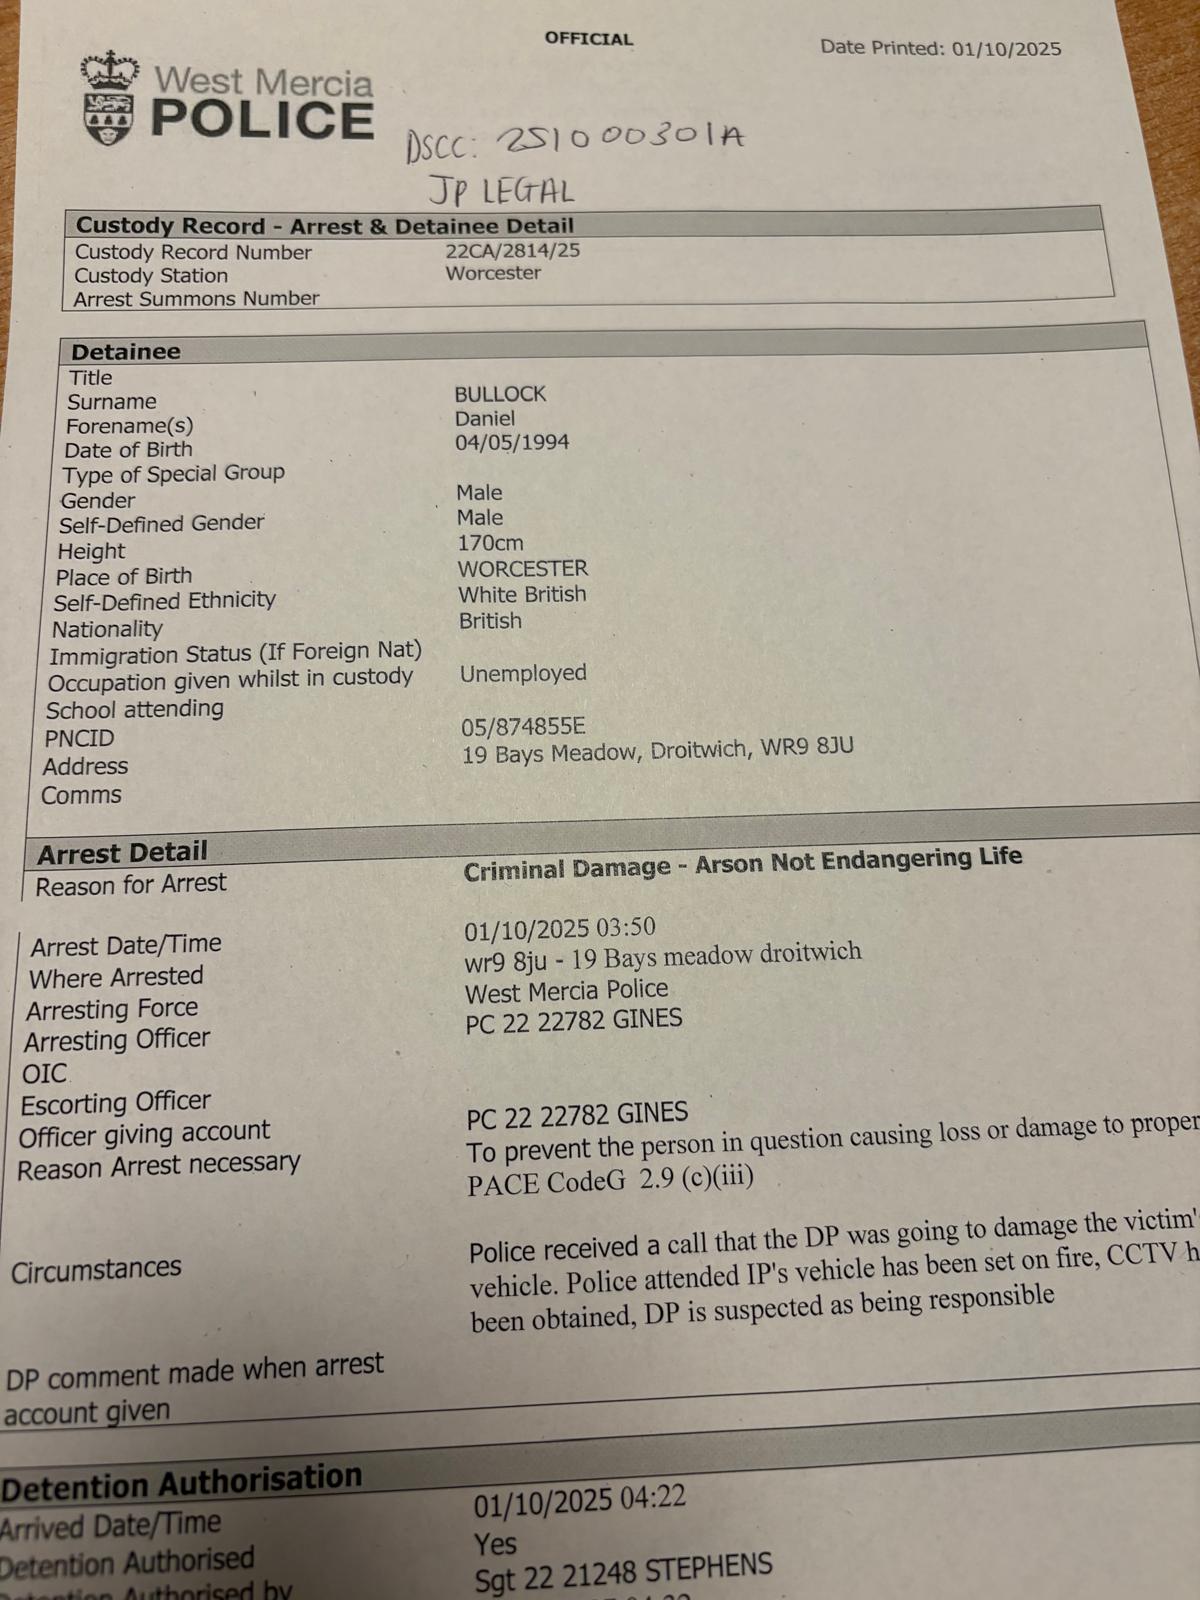 OFFICIAL
Date Printed: 01/10/2025
West Mercia
POLICE
DSCC: 251000301A
JP LEGAL
Custody Record - Arrest & Detainee Detail
Custody Record Number 22CA/2814/25
Custody Station Worcester
Arrest Summons Number
Detainee
Title
Surname BULLOCK
Forename(s) Daniel
Date of Birth 04/05/1994
Type of Special Group
Gender Male
Self-Defined Gender Male
Height 170cm
Place of Birth WORCESTER
Self-Defined Ethnicity White British
Nationality British
Immigration Status (If Foreign Nat)
Occupation given whilst in custody Unemployed
School attending
PNCID 05/874855E
Address 19 Bays Meadow, Droitwich, WR9 8JU
Comms
Arrest Detail
Reason for Arrest Criminal Damage - Arson Not Endangering Life
Arrest Date/Time 01/10/2025 03:50
Where Arrested wr9 8ju - 19 Bays meadow droitwich
Arresting Force West Mercia Police
Arresting Officer PC 22 22782 GINES
OIC
Escorting Officer
Officer giving account PC 22 22782 GINES
Reason Arrest necessary To prevent the person in question causing loss or damage to proper
PACE CodeG 2.9 (c)(iii)
Circumstances Police received a call that the DP was going to damage the victim'
vehicle. Police attended IP's vehicle has been set on fire, CCTV h
been obtained, DP is suspected as being responsible
DP comment made when arrest
account given
Detention Authorisation
Arrived Date/Time 01/10/2025 04:22
Detention Authorised Yes
Detention Authorised by Sgt 22 21248 STEPHENS